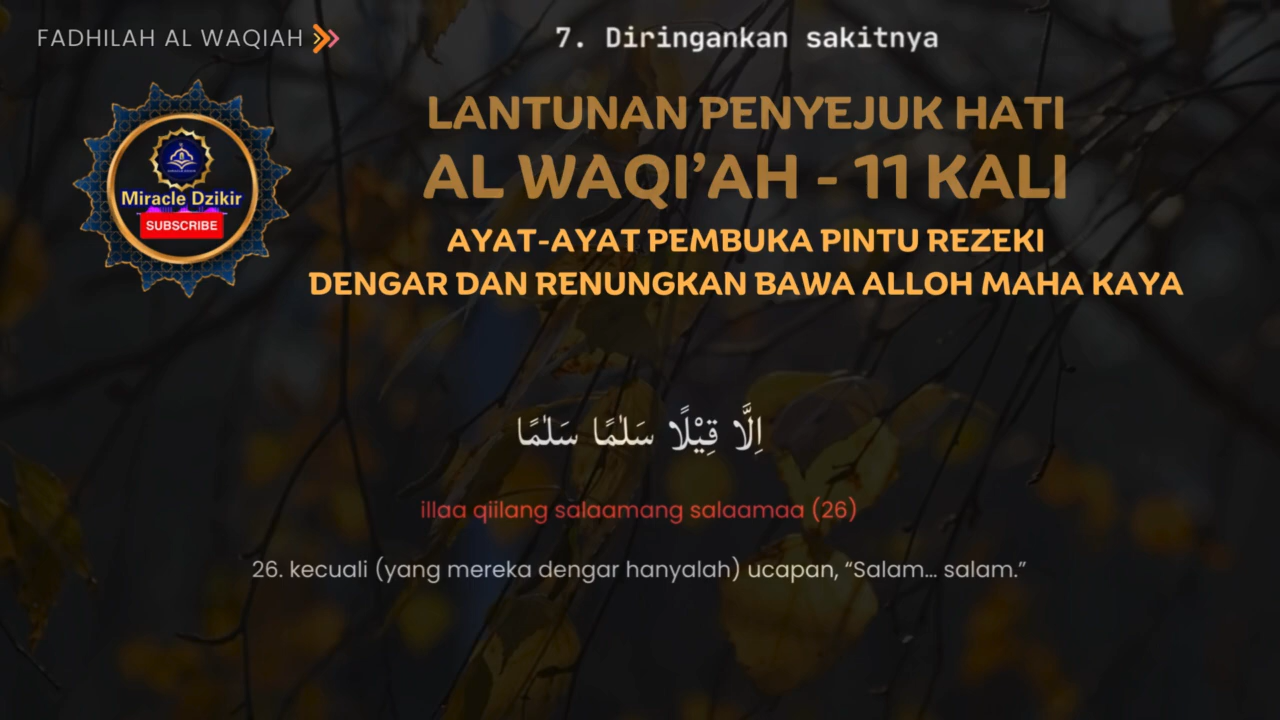 FADHILAH AL WAQIAH
7. Diringankan sakitnya
LANTUNAN PENYEJUK HATI
AL WAQI’AH - 11 KALI
AYAT-AYAT PEMBUKA PINTU REZEKI
DENGAR DAN RENUNGKAN BAWA ALLOH MAHA KAYA
Miracle Dzikir
SUBSCRIBE
اِلَّا قِيْلًا سَلٰمًا سَلٰمًا
illaa qiilang salaamang salaamaa (26)
26. kecuali (yang mereka dengar hanyalah) ucapan, “Salam... salam.”